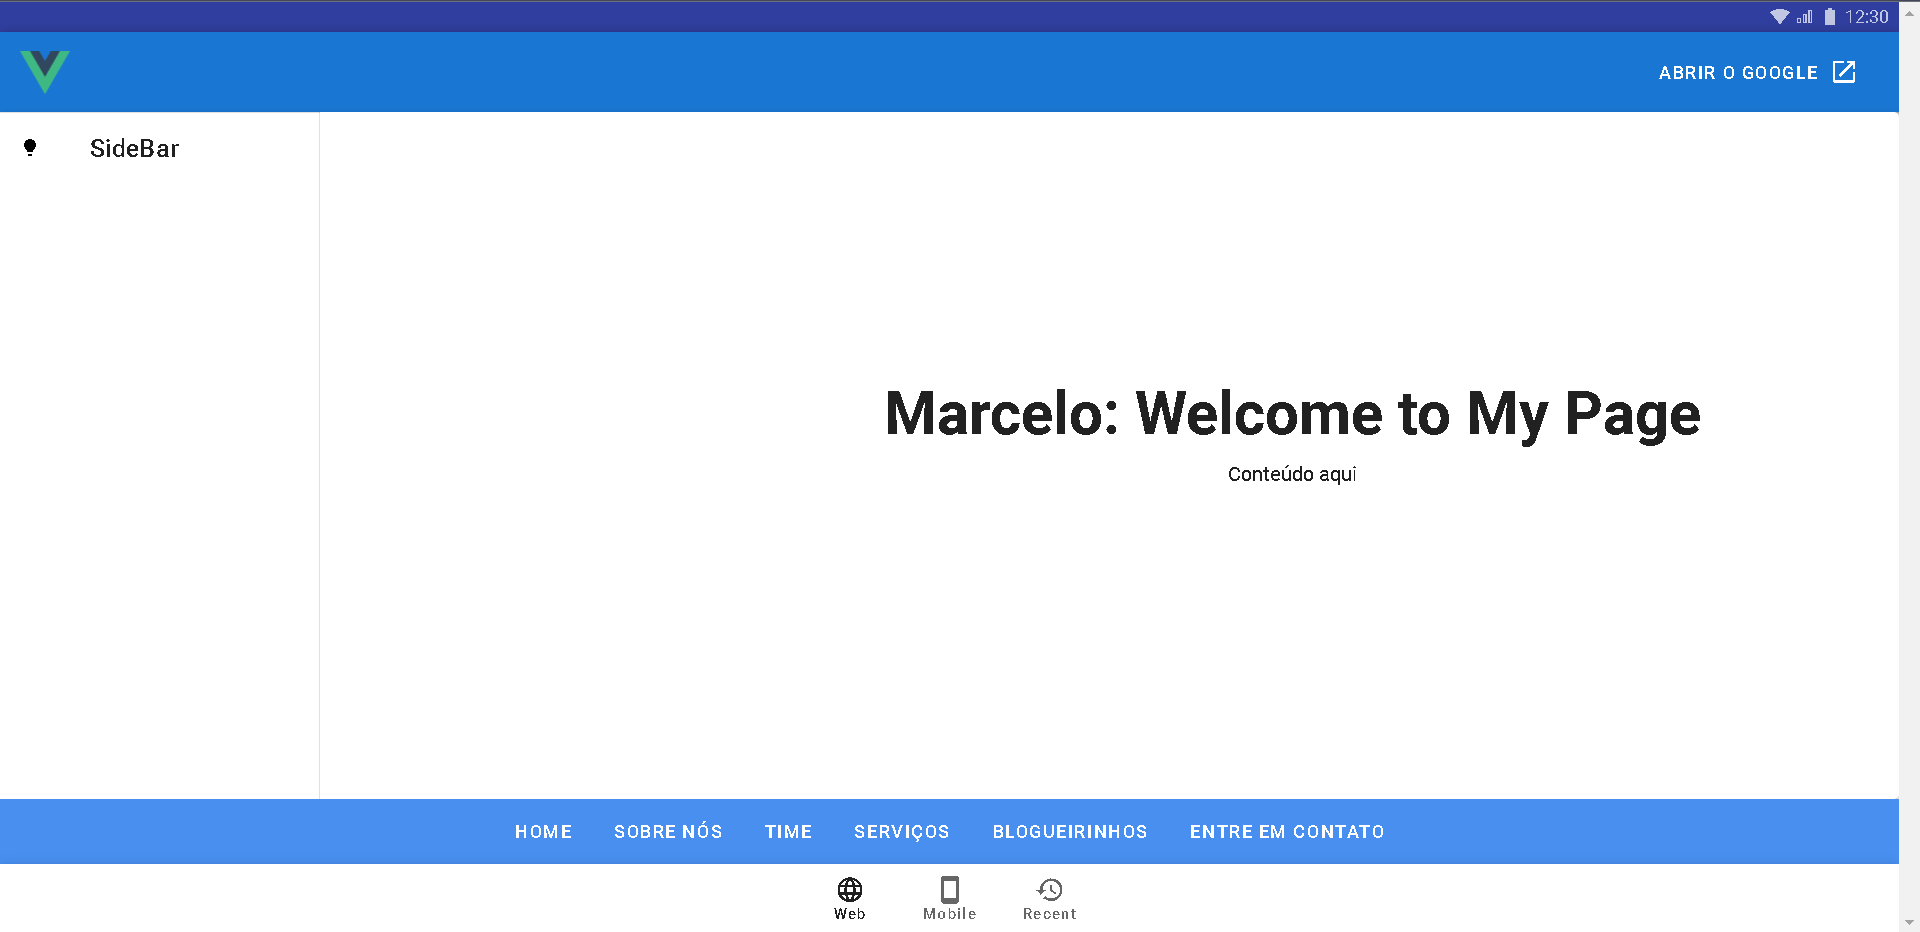 12:30
ABRIR O GOOGLE
SideBar
Marcelo: Welcome to My Page
Conteúdo aqui
HOME SOBRE NÓS TIME SERVIÇOS BLOGUEIRINHOS ENTRE EM CONTATO
Web Mobile Recent